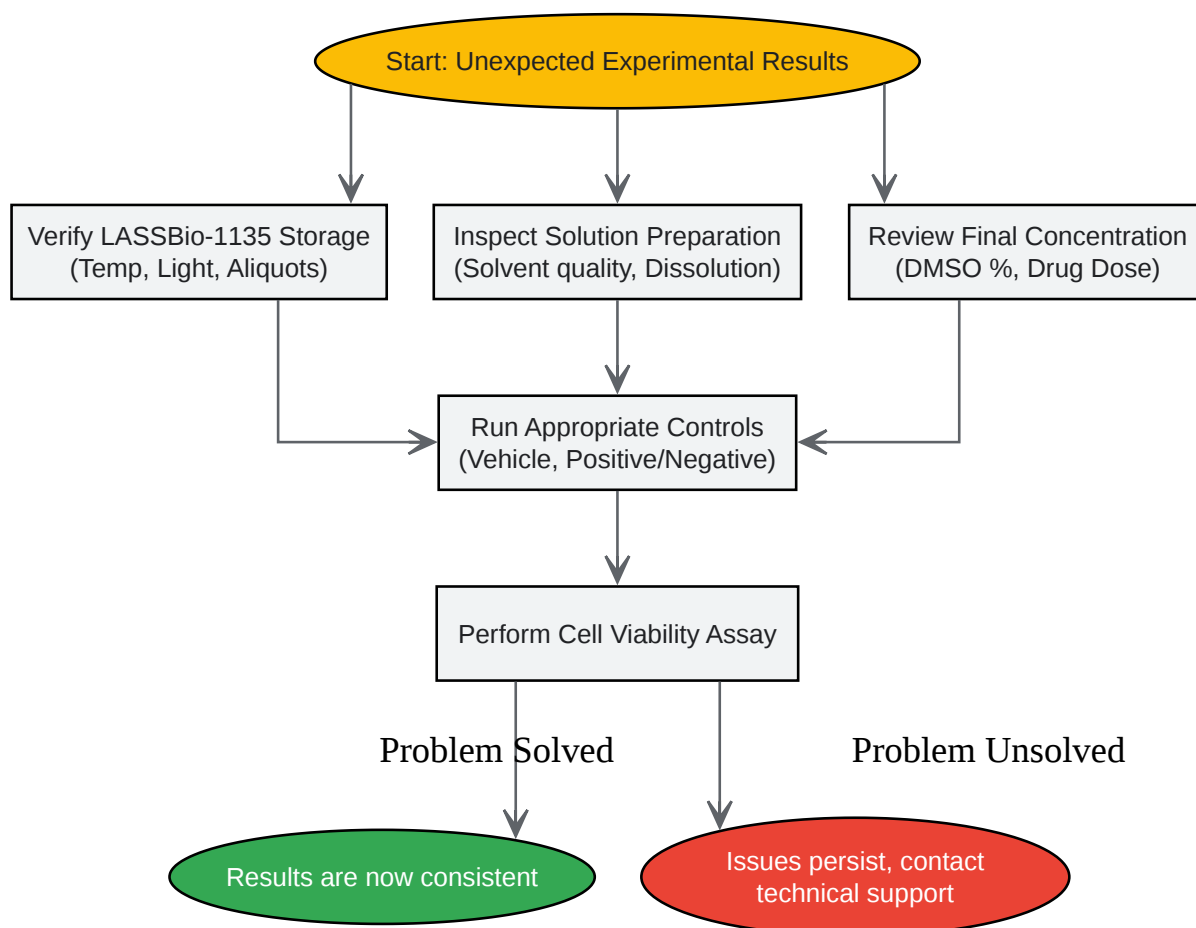 Start: Unexpected Experimental Results
Verify LASSBio-1135 Storage
(Temp, Light, Aliquots)
Inspect Solution Preparation
(Solvent quality, Dissolution)
Review Final Concentration
(DMSO %, Drug Dose)
Run Appropriate Controls
(Vehicle, Positive/Negative)
Perform Cell Viability Assay
Problem Solved
Problem Unsolved
Results are now consistent
Issues persist, contact
technical support